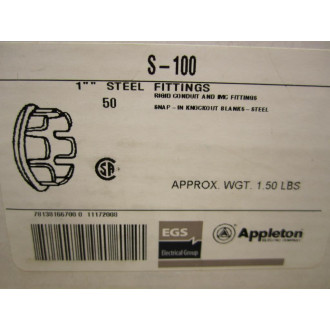 S-100
1"" STEEL FITTINGS
RIGID CONDUIT AND IMC FITTINGS
50
SNAP-IN KNOCKOUT BLANKS-STEEL
APPROX. WGT. 1.50 LBS
EGS
Electrical Group
Appleton